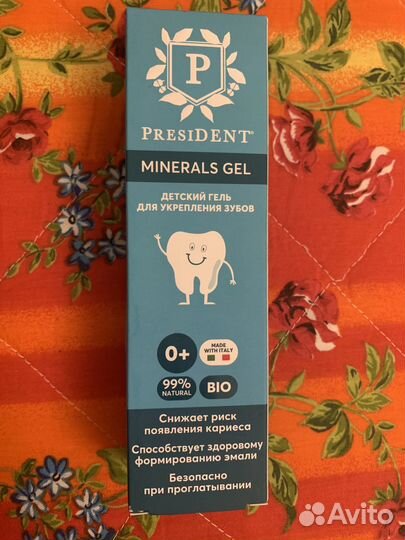 P
PRESIDENT®
MINERALS GEL
ДЕТСКИЙ ГЕЛЬ
ДЛЯ УКРЕПЛЕНИЯ ЗУБОВ
0+
MADE
WITH ITALY
99%
NATURAL
BIO
Снижает риск
появления кариеса
Способствует здоровому
формированию эмали
Безопасно
при проглатывании
Avito